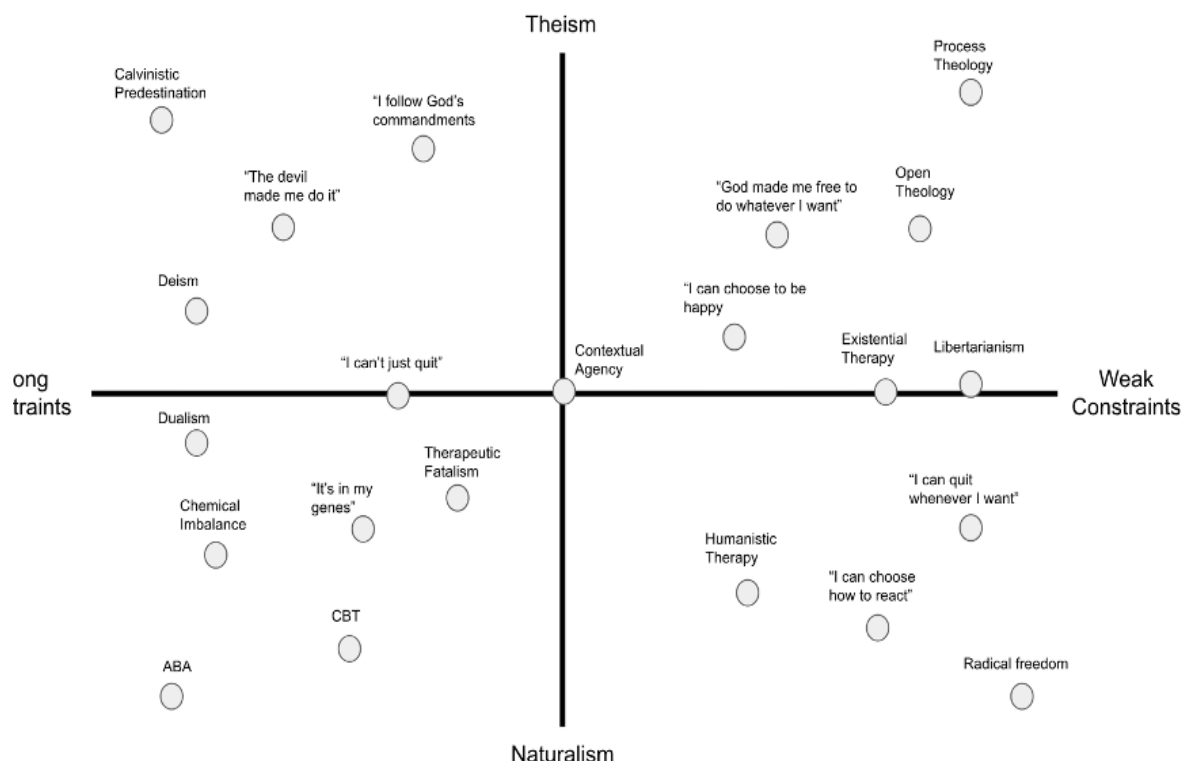 Theism
Process
Theology
Calvinistic
Predestination
"I follow God's
commandments
"The devil
made me do it"
"God made me free to
do whatever I want"
Open
Theology
Deism
"I can choose to be
happy
"I can't just quit"
Contextual
Agency
Existential
Therapy
Libertarianism
ong
traints
Weak
Constraints
Dualism
Therapeutic
Fatalism
Chemical
Imbalance
"It's in my
genes"
"I can quit
whenever I want"
Humanistic
Therapy
"I can choose
how to react"
CBT
ABA
Radical freedom
Naturalism